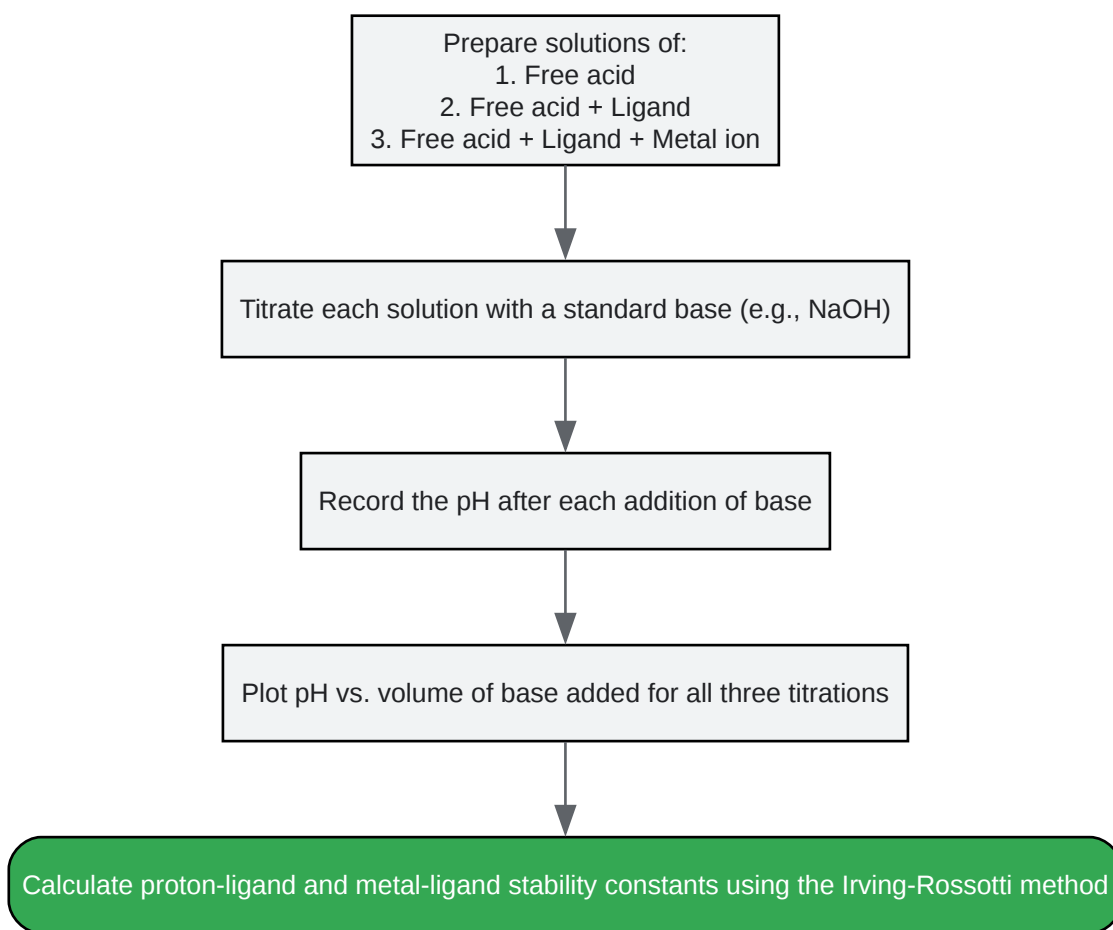 Prepare solutions of:
1. Free acid
2. Free acid + Ligand
3. Free acid + Ligand + Metal ion
Titrate each solution with a standard base (e.g., NaOH)
Record the pH after each addition of base
Plot pH vs. volume of base added for all three titrations
Calculate proton-ligand and metal-ligand stability constants using the Irving-Rossotti method